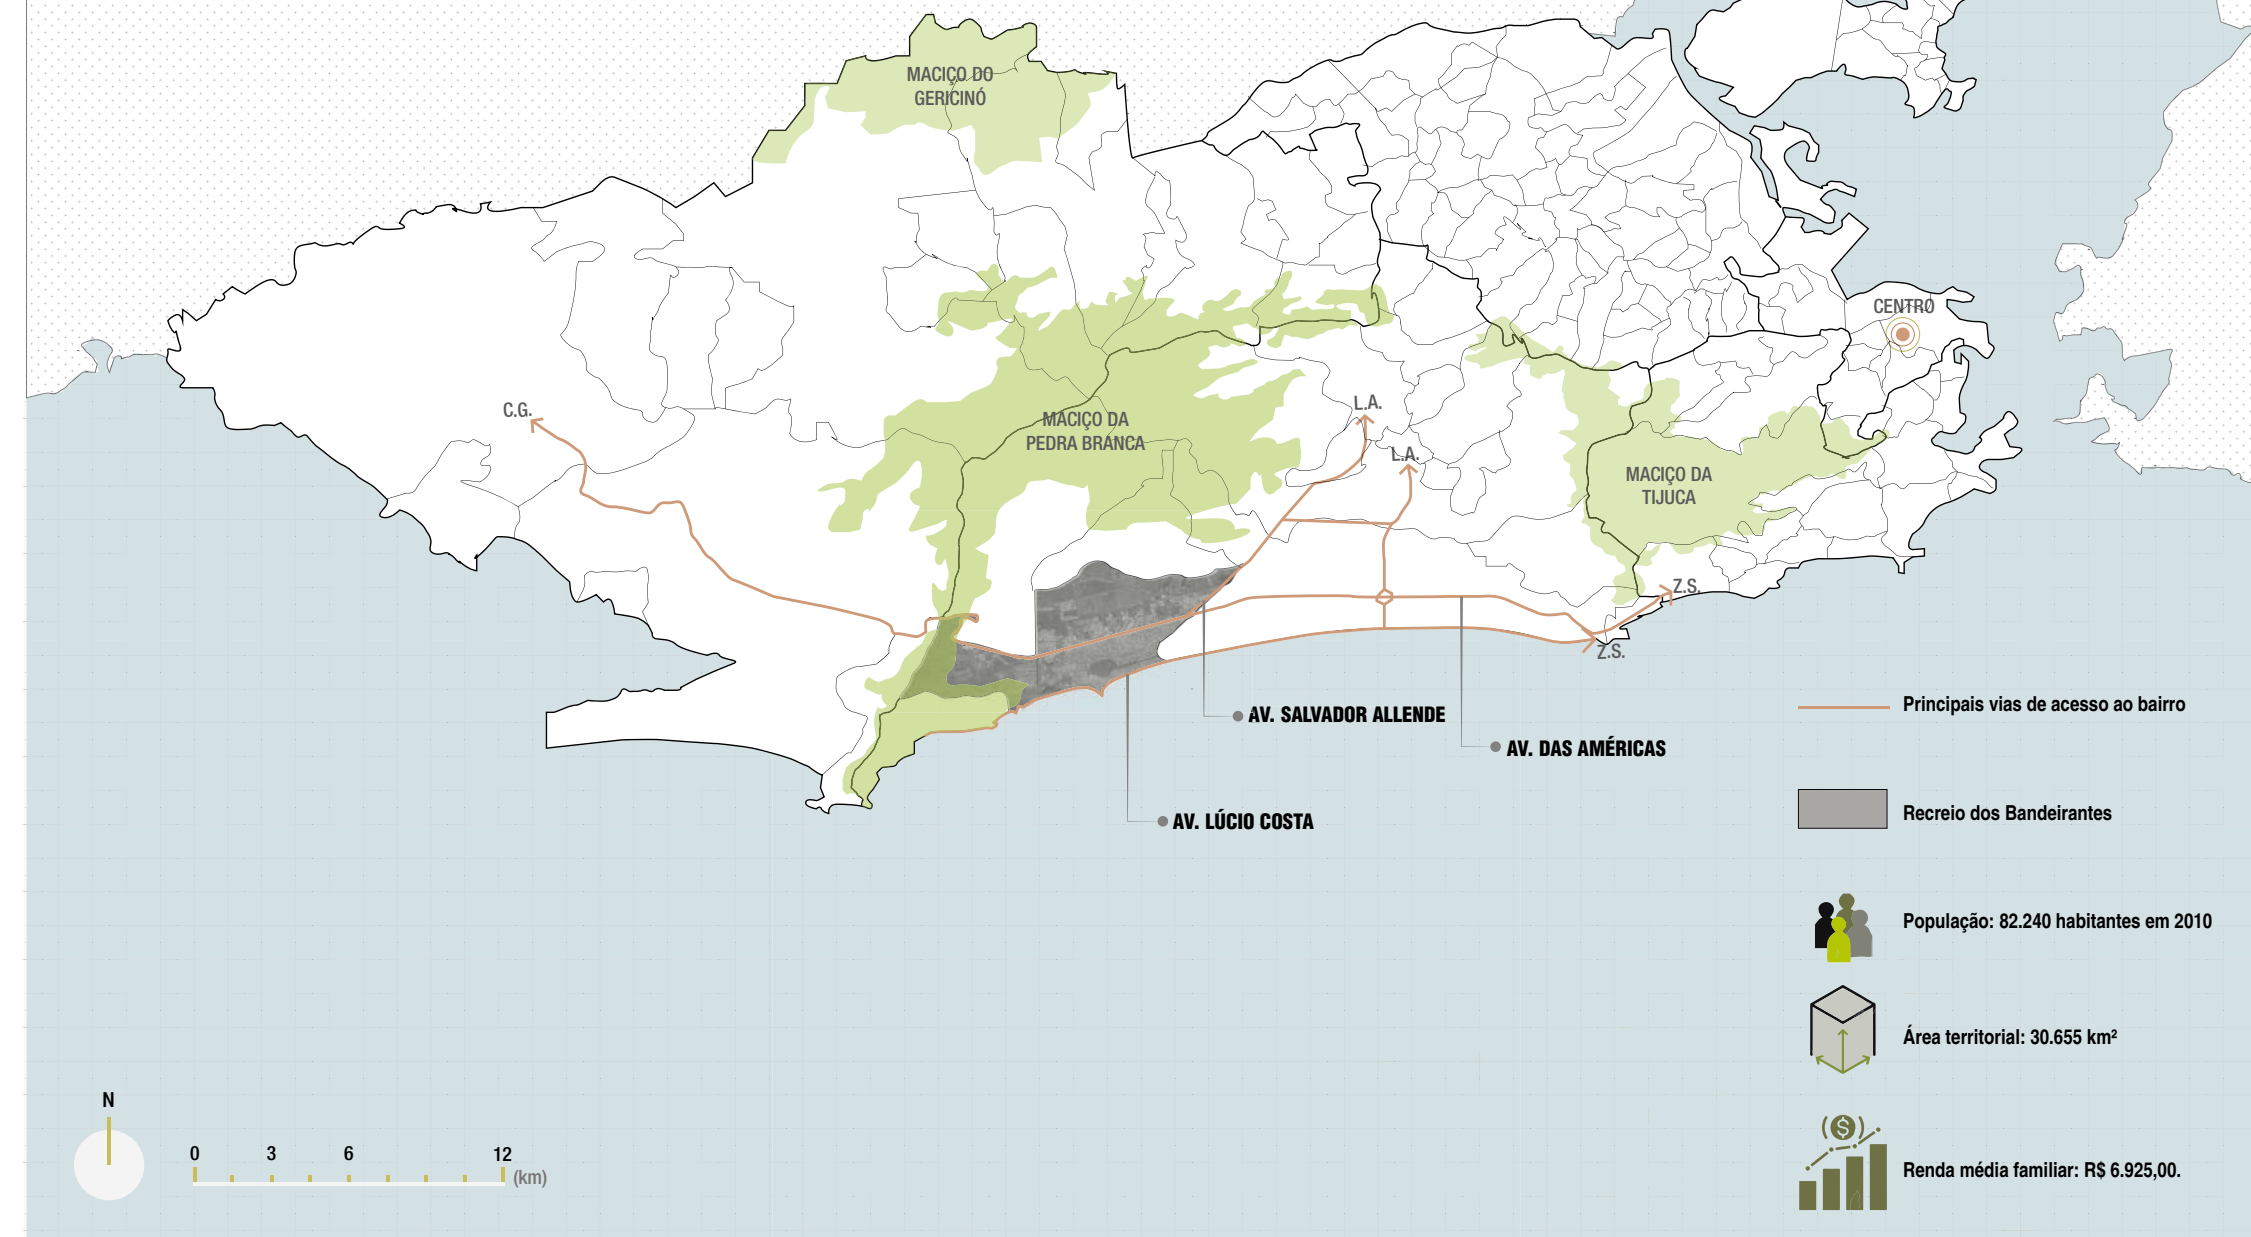 MACIÇO DO
GERICINÓ
CENTRO
C.G.
L.A.
MACIÇO DA
PEDRA BRANCA
L.A.
MACIÇO DA
TIJUCA
Z.S.
Z.S.
AV. SALVADOR ALLENDE
AV. DAS AMÉRICAS
AV. LÚCIO COSTA
Principais vias de acesso ao bairro
Recreio dos Bandeirantes
População: 82.240 habitantes em 2010
Área territorial: 30.655 km²
Renda média familiar: R$ 6.925,00.
$
N
0 3 6 12
(km)